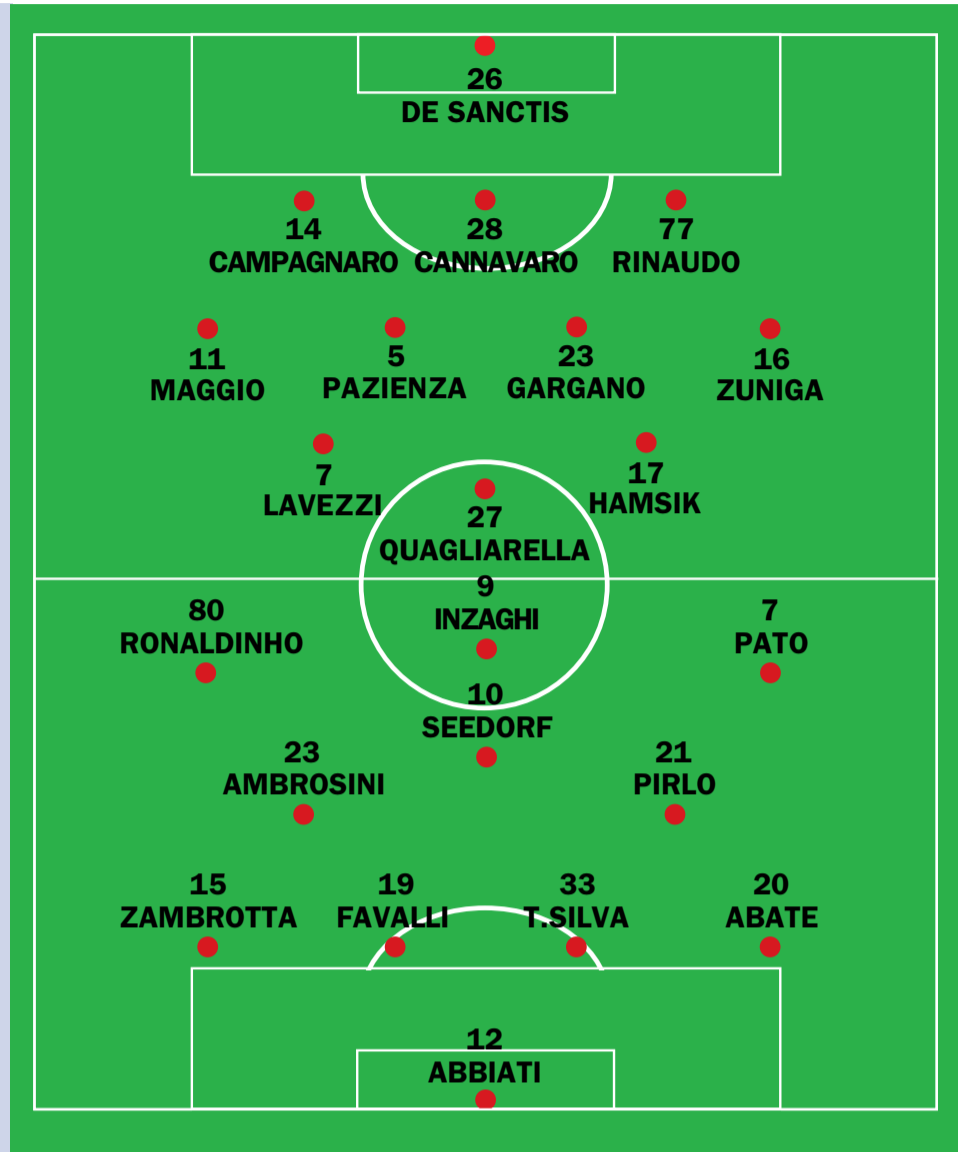 26
DE SANCTIS
14 28 77
CAMPAGNARO CANNAVARO RINAUDO
11 5 23 16
MAGGIO PAZIENZA GARGANO ZUNIGA
7 17
LAVEZZI HAMSIK
27
QUAGLIARELLA
9
INZAGHI
80 7
RONALDINHO PATO
10
SEEDORF
23 21
AMBROSINI PIRLO
15 19 33 20
ZAMBROTTA FAVALLI T.SILVA ABATE
12
ABBIATI